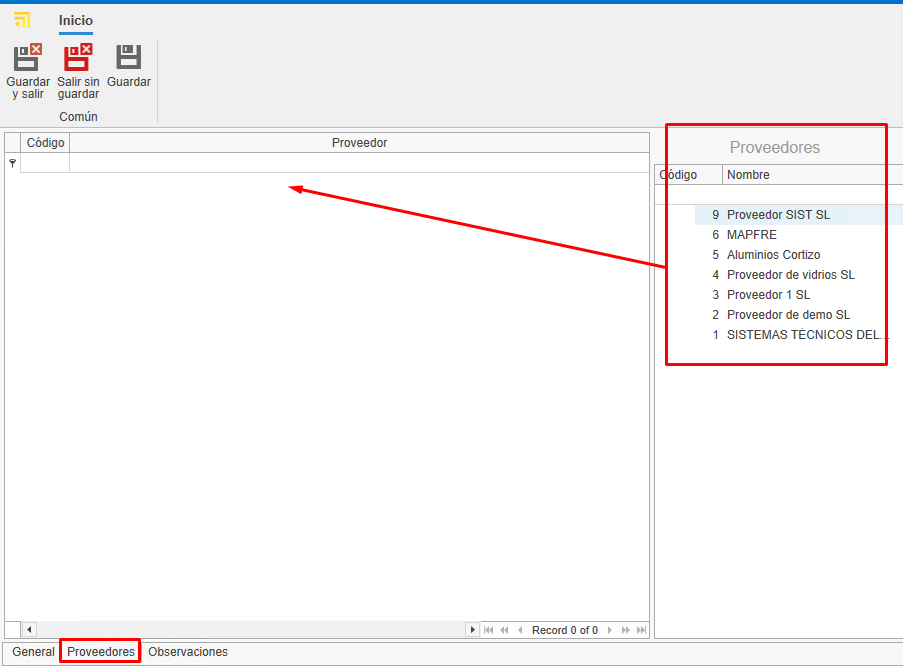 Inicio
Guardar y salir
Salir sin guardar
Guardar
Común
Código Proveedor
Record 0 of 0
Proveedores
Código Nombre
9 Proveedor SIST SL
6 MAPFRE
5 Aluminios Cortizo
4 Proveedor de vidrios SL
3 Proveedor 1 SL
2 Proveedor de demo SL
1 SISTEMAS TÉCNICOS DEL...
General Proveedores Observaciones